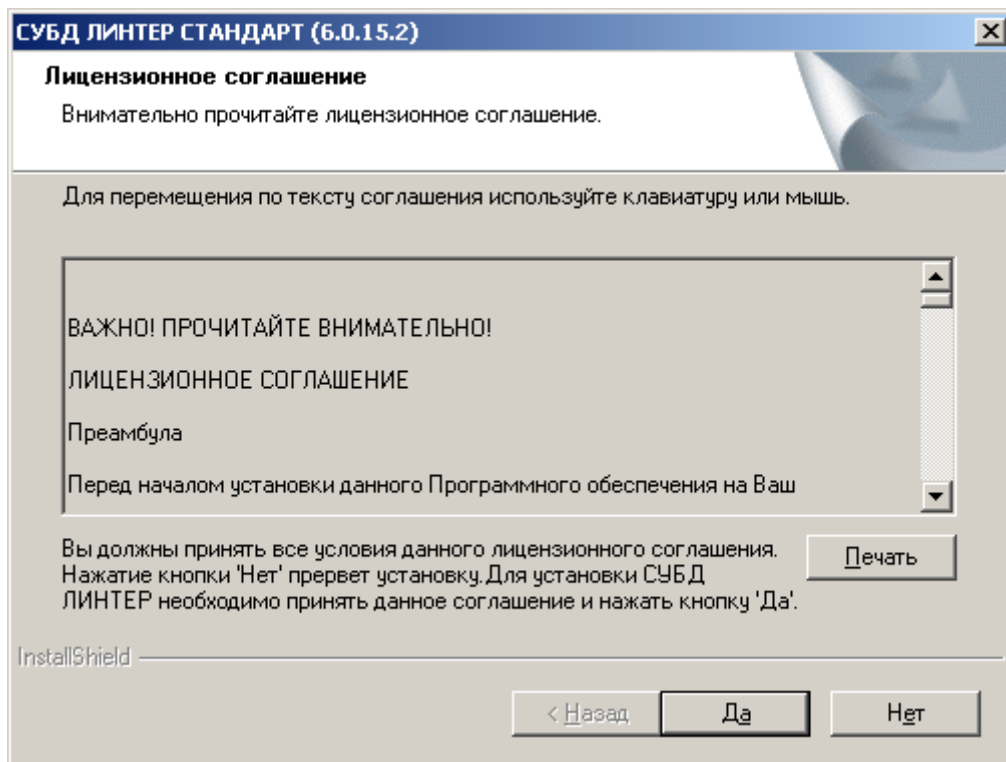 СУБД ЛИНТЕР СТАНДАРТ (6.0.15.2)
Лицензионное соглашение
Внимательно прочитайте лицензионное соглашение.
Для перемещения по тексту соглашения используйте клавиатуру или мышь.
ВАЖНО! ПРОЧИТАЙТЕ ВНИМАТЕЛЬНО!
ЛИЦЕНЗИОННОЕ СОГЛАШЕНИЕ
Преамбула
Перед началом установки данного Программного обеспечения на Ваш
Вы должны принять все условия данного лицензионного соглашения.
Нажатие кнопки 'Нет' прервет установку.Для установки СУБД
ЛИНТЕР необходимо принять данное соглашение и нажать кнопку 'Да'.
Печать
InstallShield
< Назад
Да
Нет